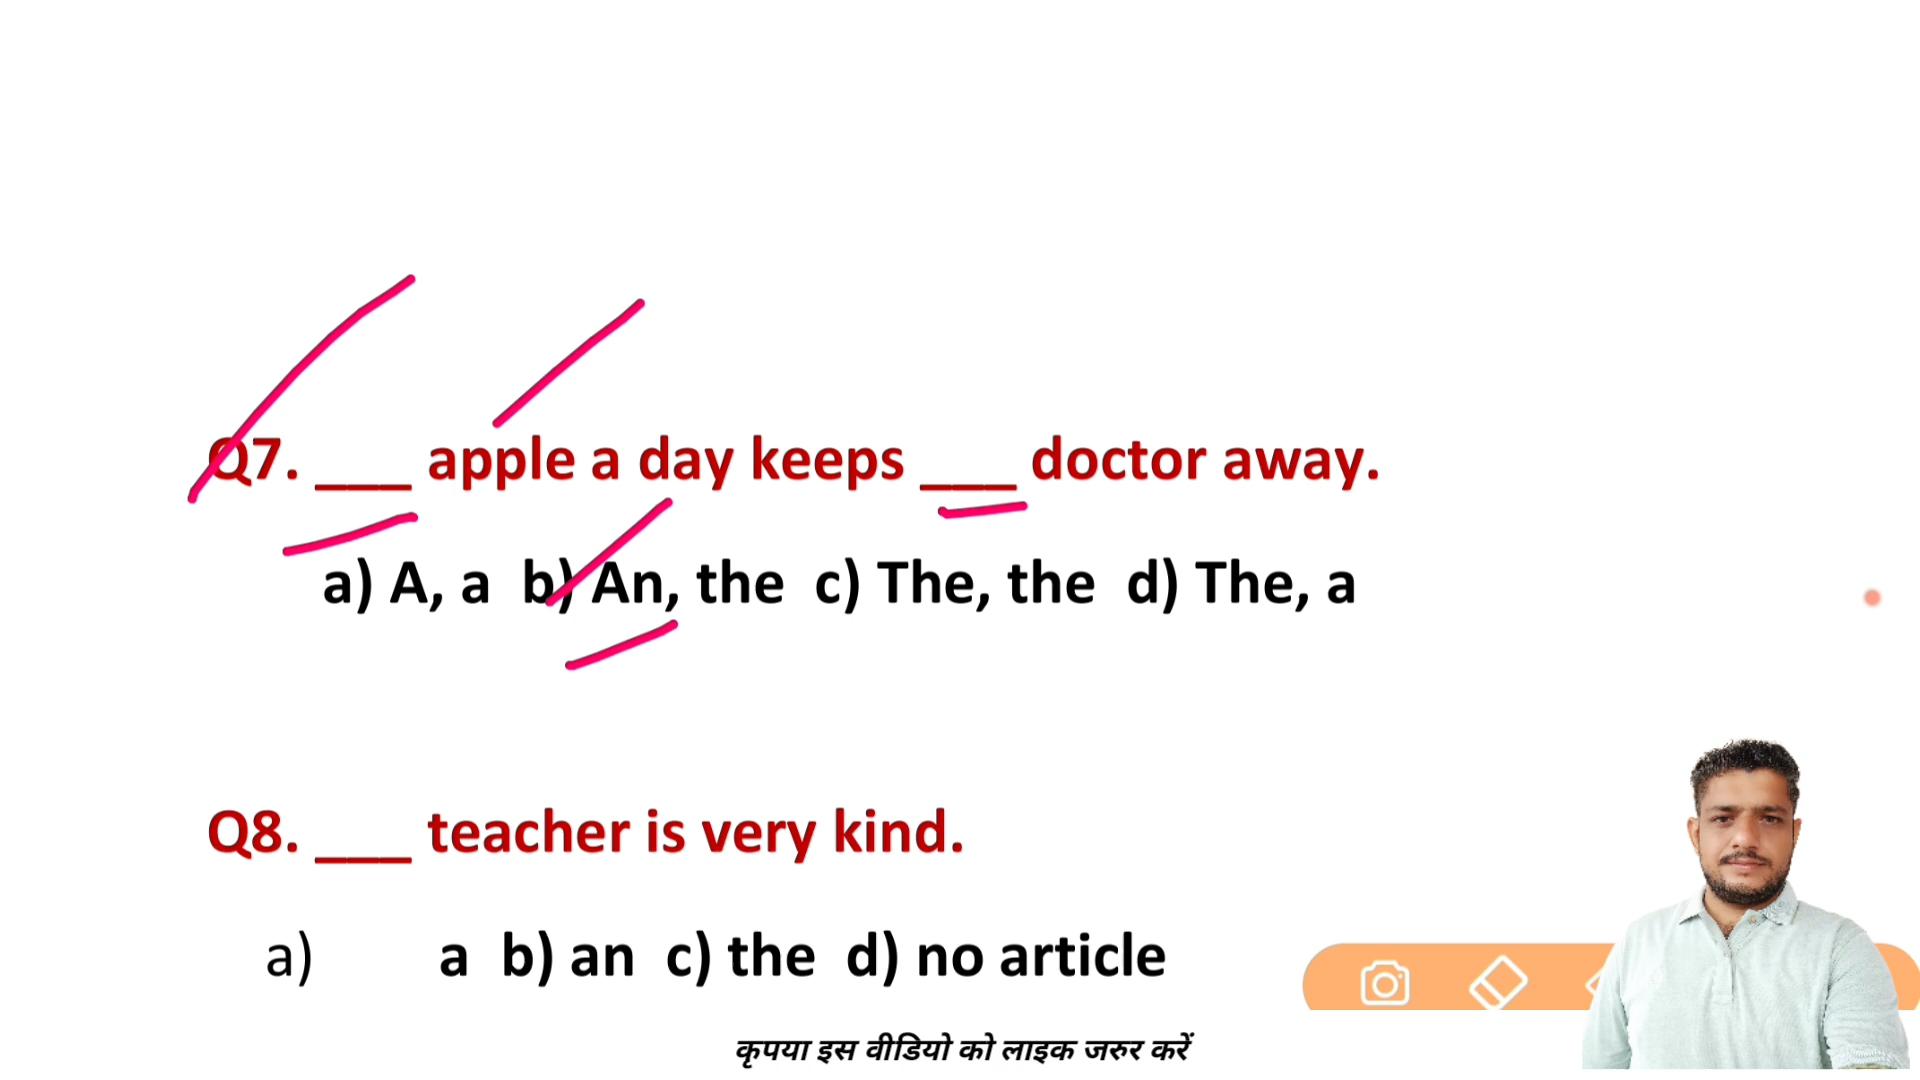 Q7. ___ apple a day keeps ___ doctor away.
a) A, a b) An, the c) The, the d) The, a
Q8. ___ teacher is very kind.
a) a b) an c) the d) no article
कृपया इस वीडियो को लाइक जरुर करें